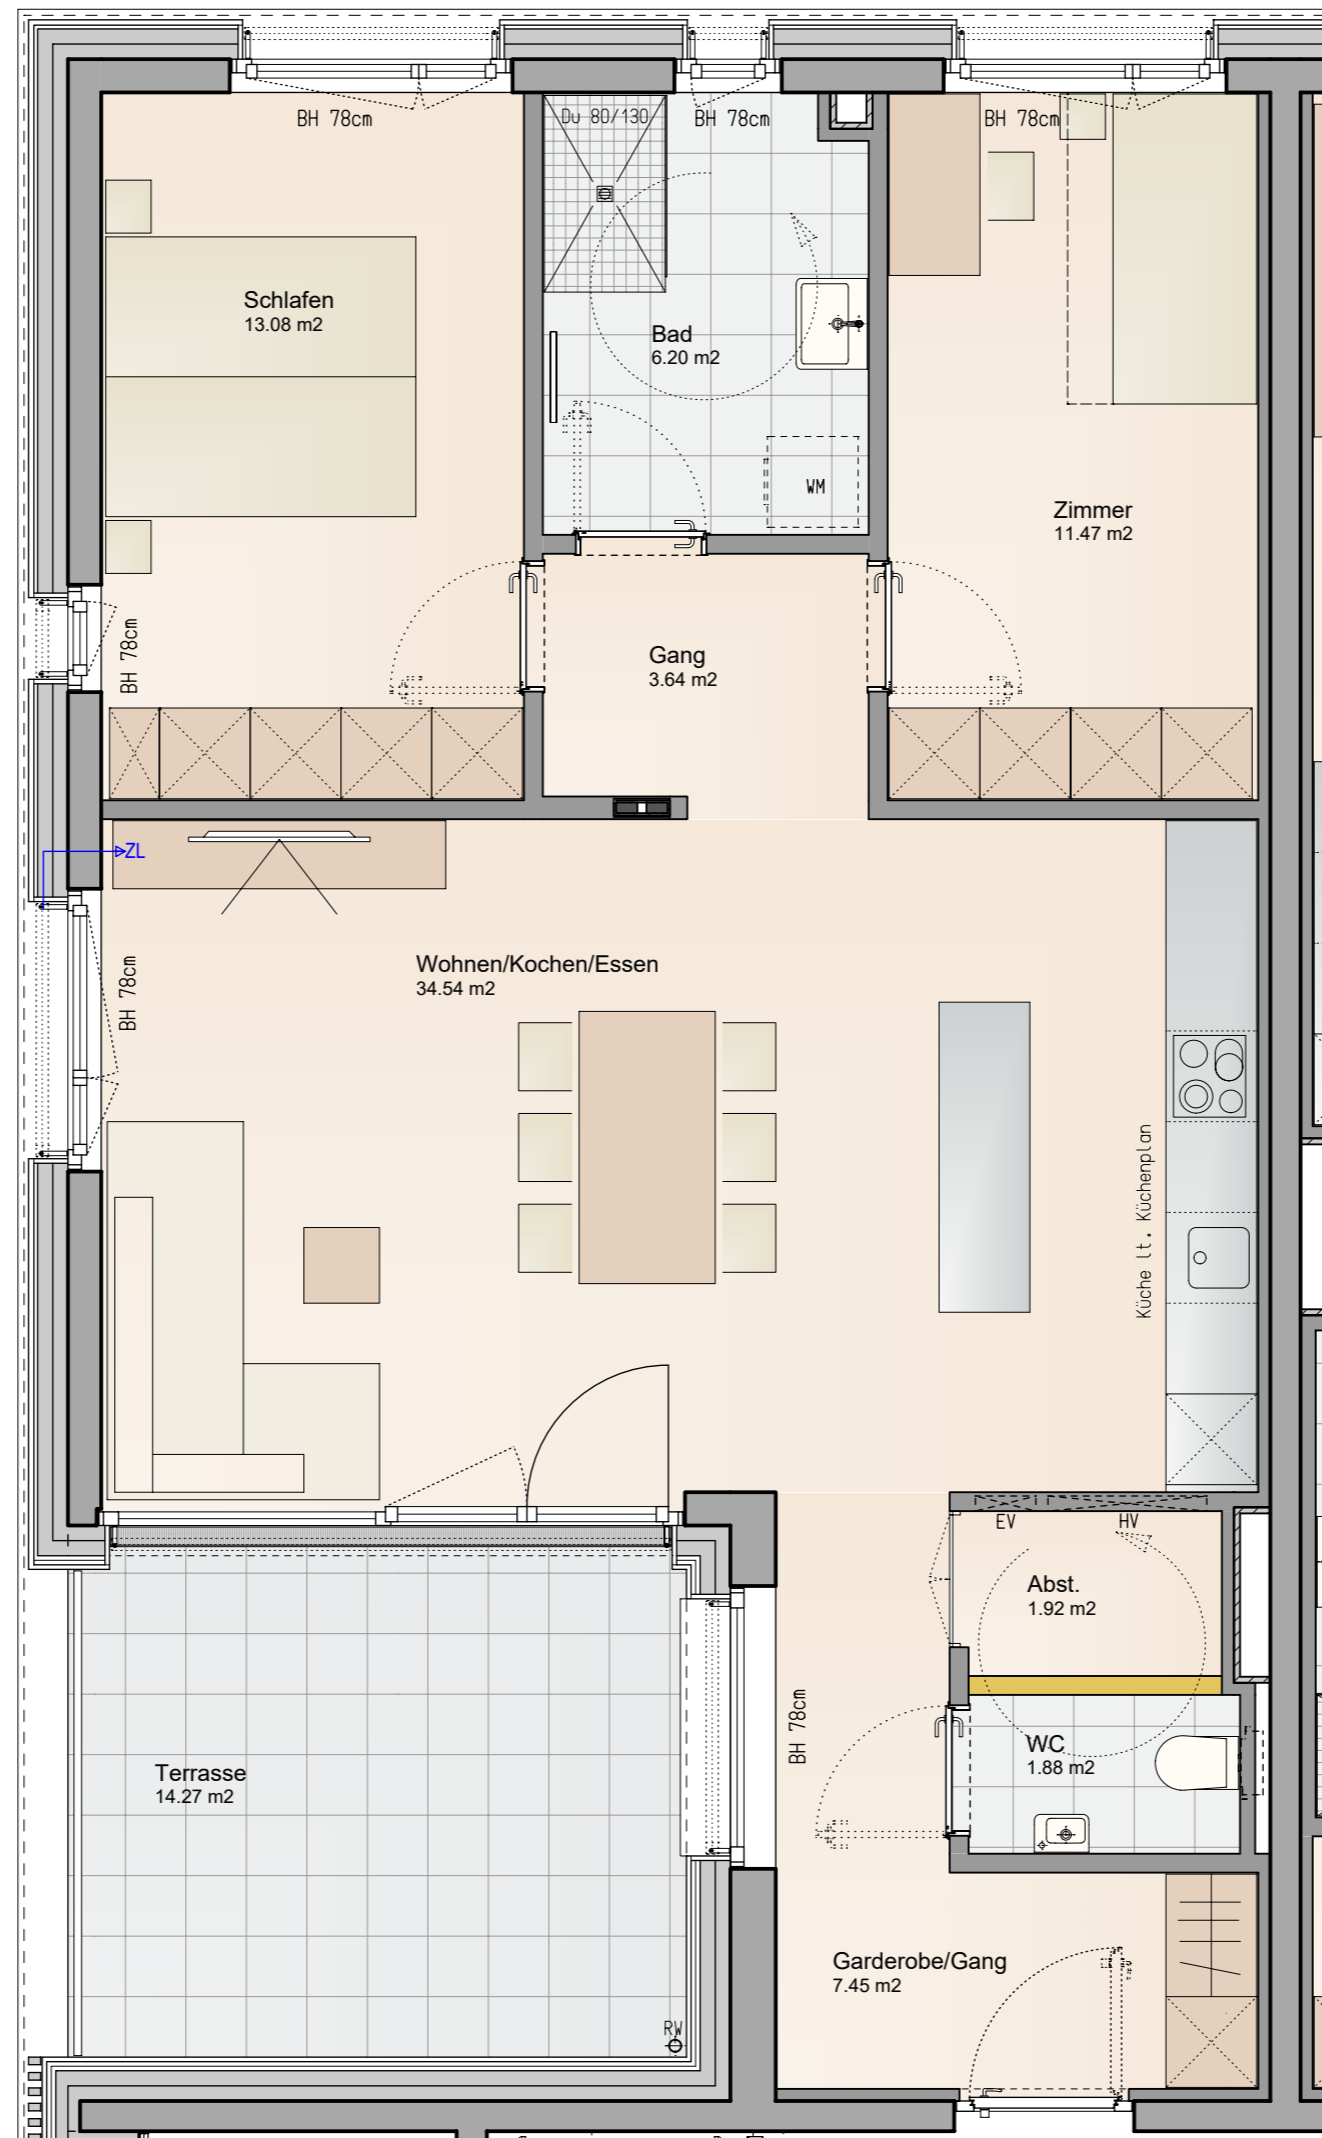 BH 78cm
Du 80/130
BH 78cm
BH 78cm
Schlafen
13.08 m2
Bad
6.20 m2
WM
Zimmer
11.47 m2
BH 78cm
Gang
3.64 m2
ZL
BH 78cm
Wohnen/Kochen/Essen
34.54 m2
Küche lt. Küchenplan
EV
HV
Abst.
1.92 m2
BH 78cm
WC
1.88 m2
Terrasse
14.27 m2
Garderobe/Gang
7.45 m2
RW